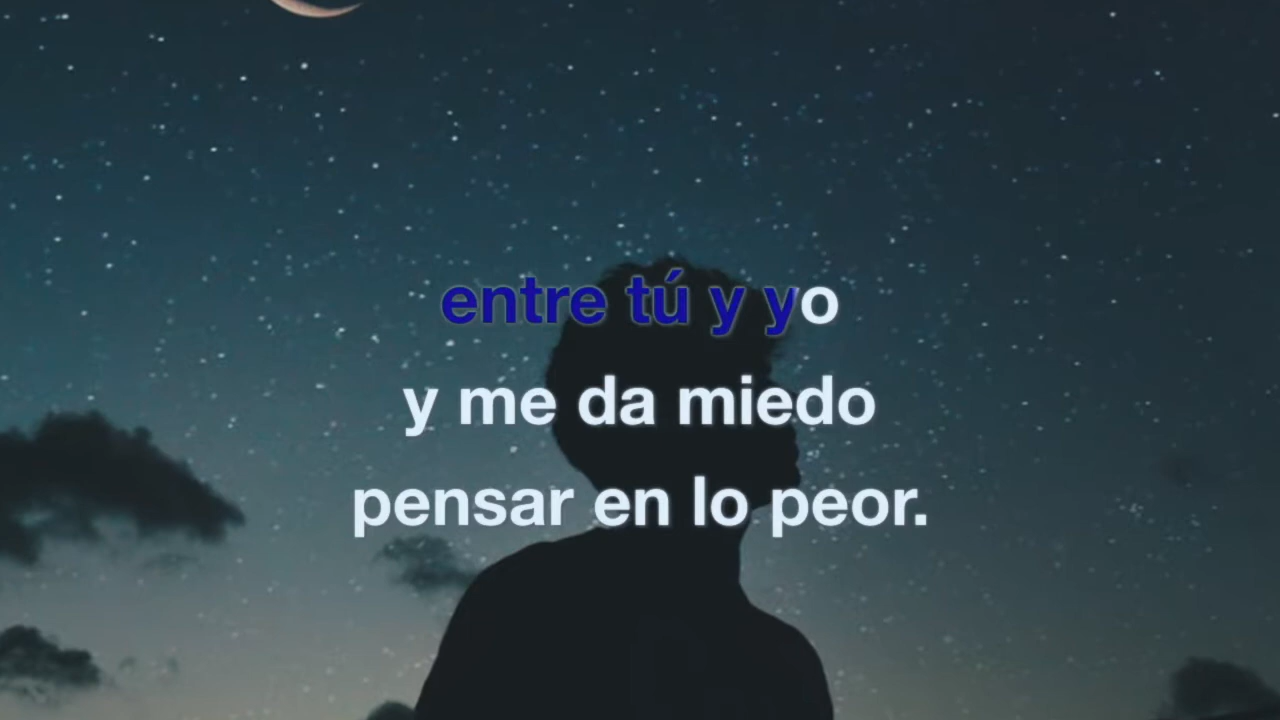 entre tú y yo
y me da miedo
pensar en lo peor.